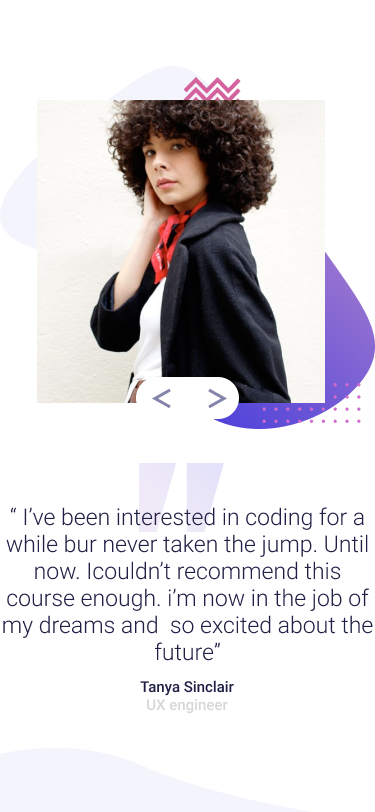 “ I’ve been interested in coding for a
while bur never taken the jump. Until
now. Icouldn’t recommend this
course enough. i’m now in the job of
my dreams and  so excited about the
future”
Tanya Sinclair
UX engineer